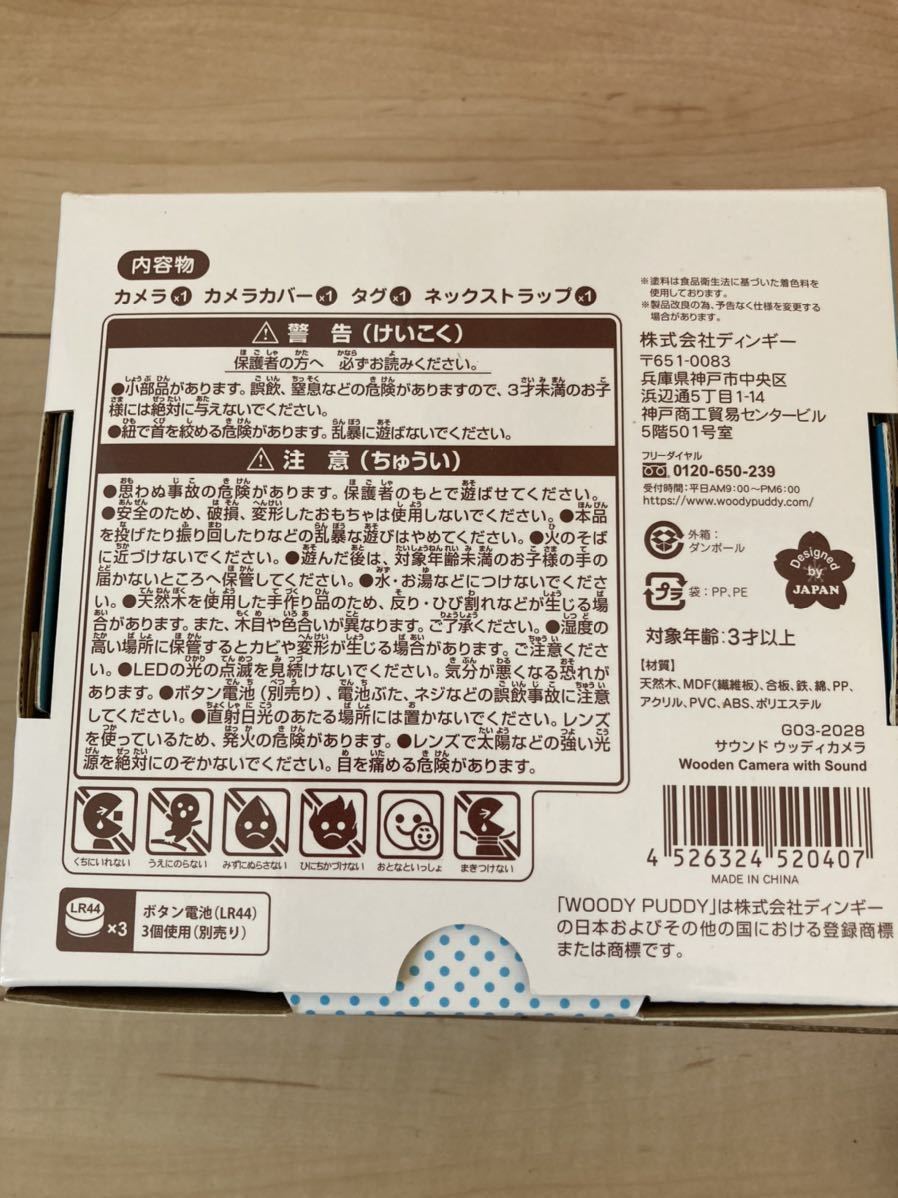 内容物
カメラ×1 カメラカバー×1 タグ×1 ネックストラップ×1
⚠ 警告(けいこく)
保護者の方へ 必ずお読みください。
●小部品があります。誤飲、窒息などの危険がありますので、3才未満のお子
様には絶対に与えないでください。
●紐で首を絞める危険があります。乱暴に遊ばないでください。
⚠ 注意(ちゅうい)
●思わぬ事故の危険があります。保護者のもとで遊ばせてください。
●安全のため、破損、変形したおもちゃは使用しないでください。●本品
を投げたり振り回したりなどの乱暴な遊びはやめてください。●火のそば
に近づけないでください。●遊んだ後は、対象年齢未満のお子様の手の
届かないところへ保管してください。●水・お湯などにつけないでくださ
い。●天然木を使用した手作り品のため、反り・ひび割れなどが生じる場
合があります。また、木目や色合いが異なります。ご了承ください。●湿度の
高い場所に保管するとカビや変形が生じる場合があります。ご注意くださ
い。●LEDの光の点滅を見続けないでください。気分が悪くなる恐れが
あります。●ボタン電池(別売り)、電池ぶた、ネジなどの誤飲事故に注意
してください。●直射日光のあたる場所には置かないでください。レンズ
を使っているため、発火の危険があります。●レンズで太陽などの強い光
源を絶対にのぞかないでください。目を痛める危険があります。
くちにいれない うえにのらない みずにぬらさない ひにちかづけない おとなといっしょ まきつけない
LR44 ×3
ボタン電池(LR44)
3個使用(別売り)
※塗料は食品衛生法に基づいた着色料を
使用しております。
※製品改良の為、予告なく仕様を変更する
場合があります。
株式会社ディンギー
〒651-0083
兵庫県神戸市中央区
浜辺通5丁目1-14
神戸商工貿易センタービル
5階501号室
フリーダイヤル
0120-650-239
受付時間:平日AM9:00〜PM6:00
https://www.woodypuddy.com/
外箱:
ダンボール
プラ
袋:PP、PE
Designed
by
JAPAN
対象年齢:3才以上
【材質】
天然木、MDF(繊維板)、合板、鉄、綿、PP、
アクリル、PVC、ABS、ポリエステル
G03-2028
サウンド ウッディカメラ
Wooden Camera with Sound
4 526324 520407
MADE IN CHINA
「WOODY PUDDY」は株式会社ディンギー
の日本およびその他の国における登録商標
または商標です。